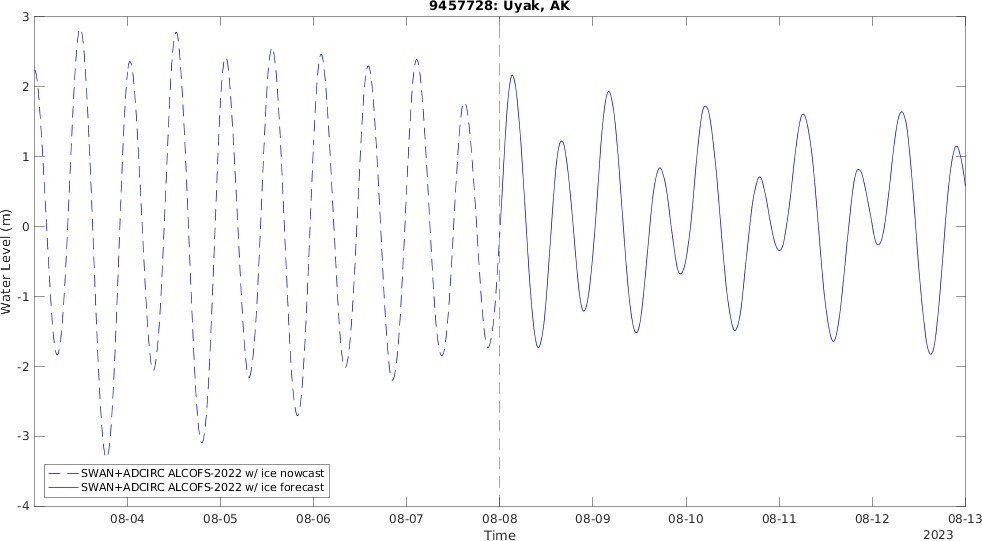 9457728: Uyak, AK
3
2
1
0
-1
-2
-3
-4
Water Level (m)
SWAN+ADCIRC ALCOFS-2022 w/ ice nowcast
SWAN+ADCIRC ALCOFS-2022 w/ ice forecast
08-04 08-05 08-06 08-07 08-08 08-09 08-10 08-11 08-12 08-13
Time
2023